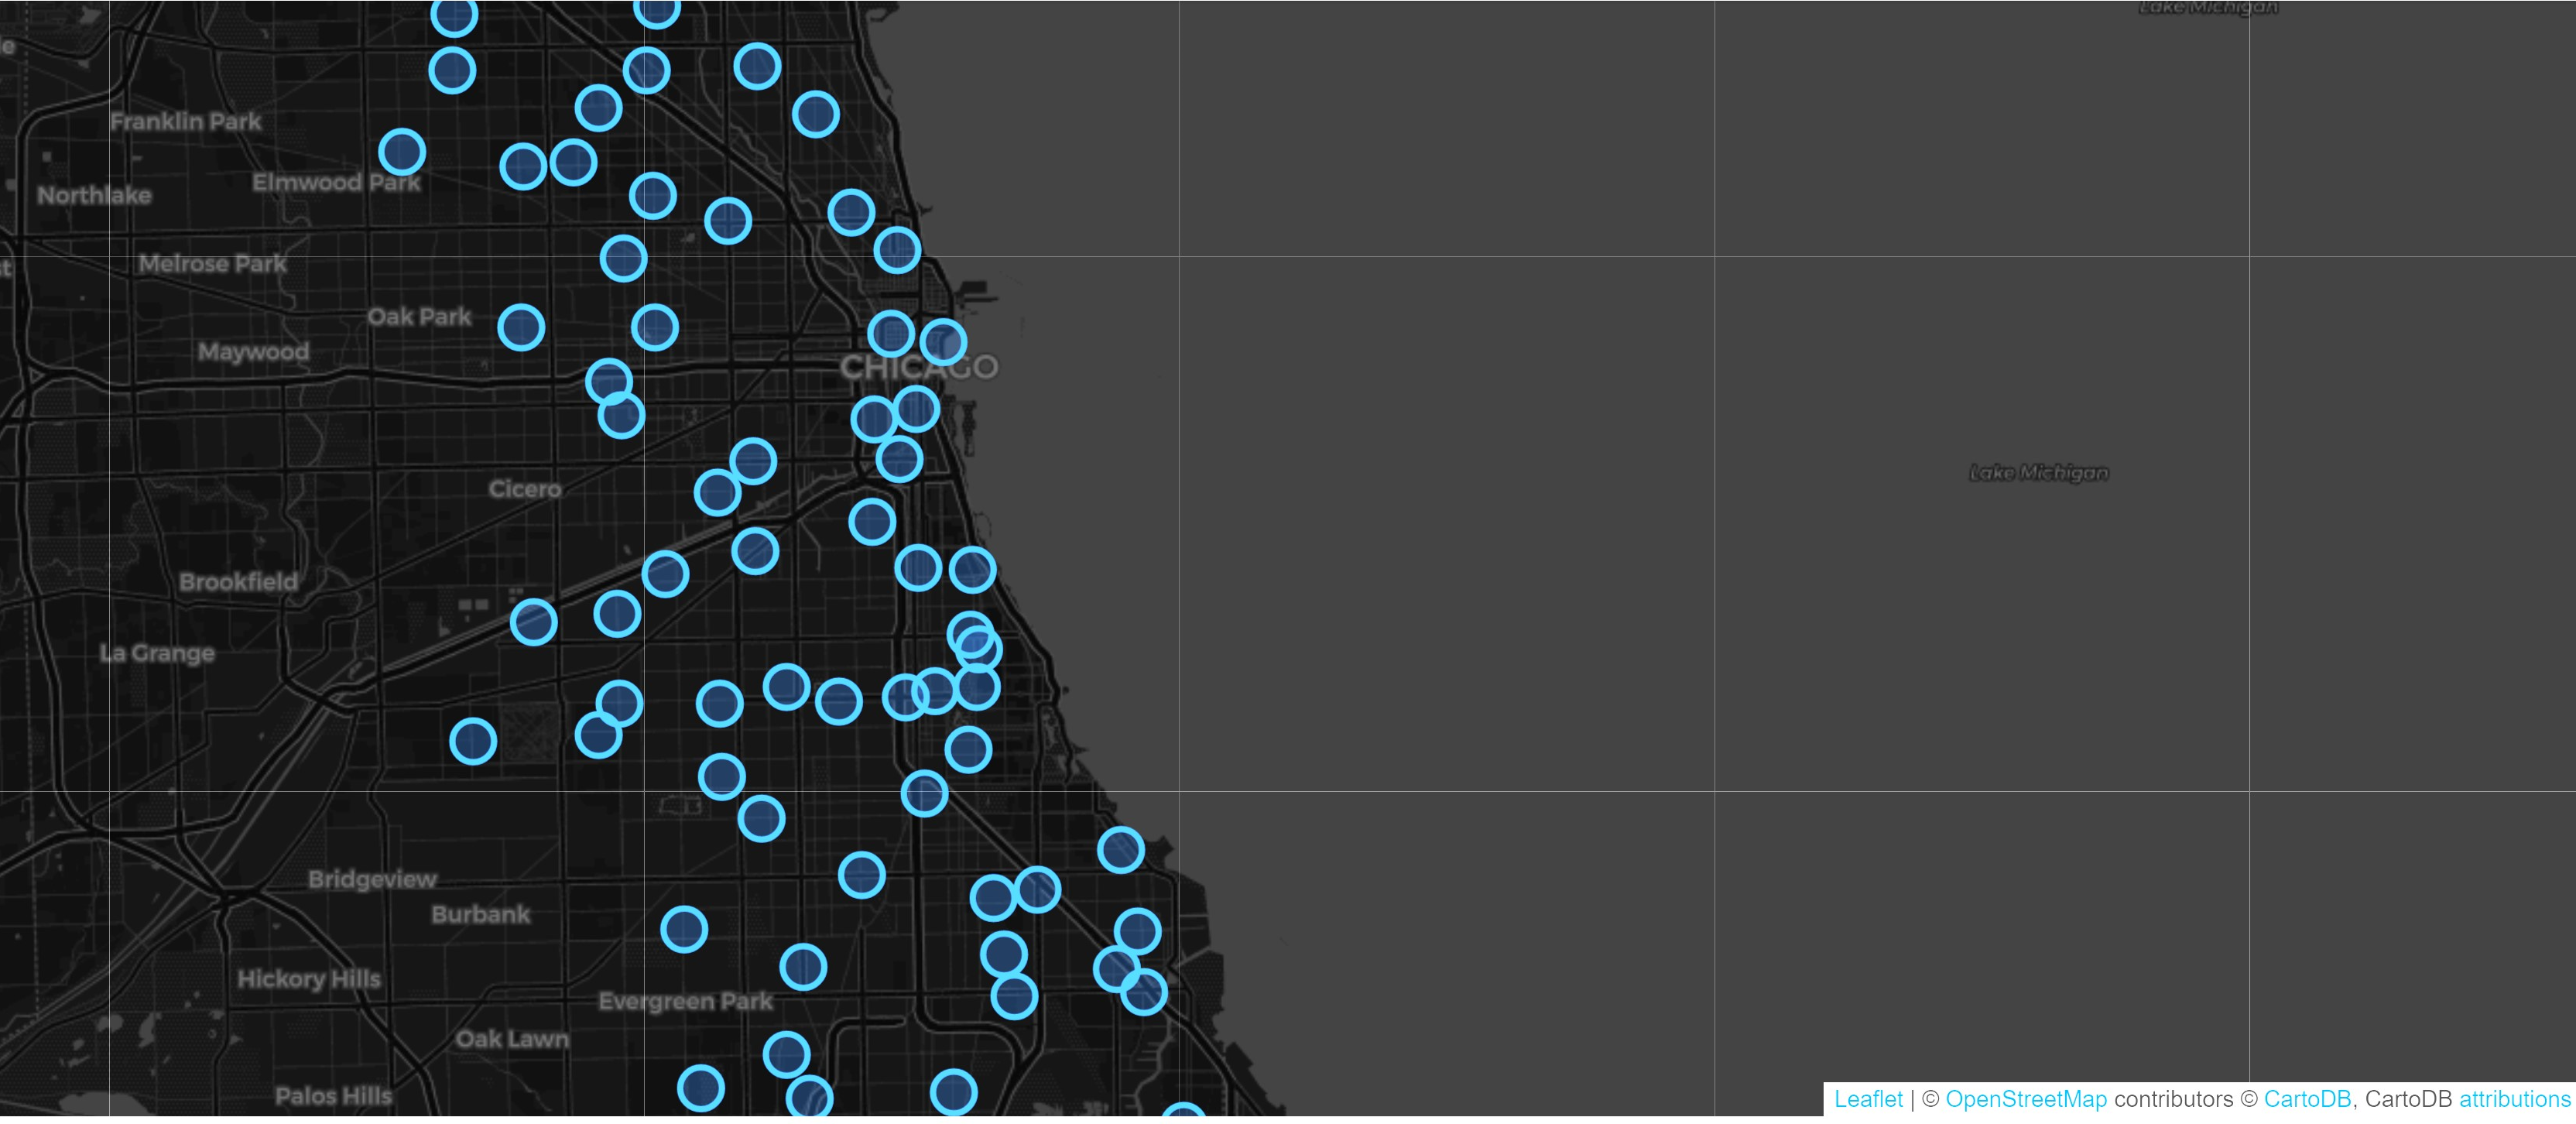 Lake Michigan
Franklin Park
Elmwood Park
Northlake
Melrose Park
Oak Park
Maywood
CHICAGO
Lake Michigan
Cicero
Brookfield
La Grange
Bridgeview
Burbank
Hickory Hills
Evergreen Park
Oak Lawn
Palos Hills
Leaflet | © OpenStreetMap contributors © CartoDB, CartoDB attributions